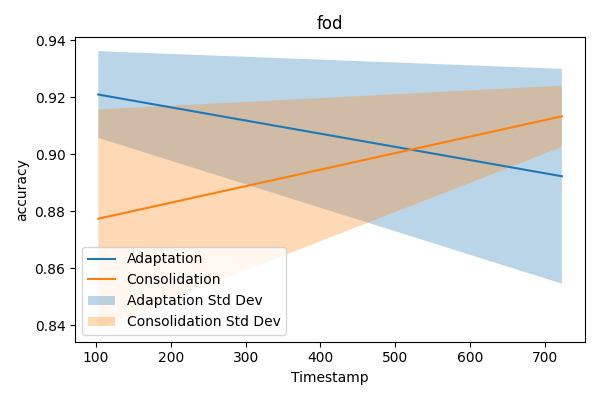 fod
0.94
0.92
0.90
0.88
0.86
0.84
accuracy
Adaptation
Consolidation
Adaptation Std Dev
Consolidation Std Dev
100 200 300 400 500 600 700
Timestamp